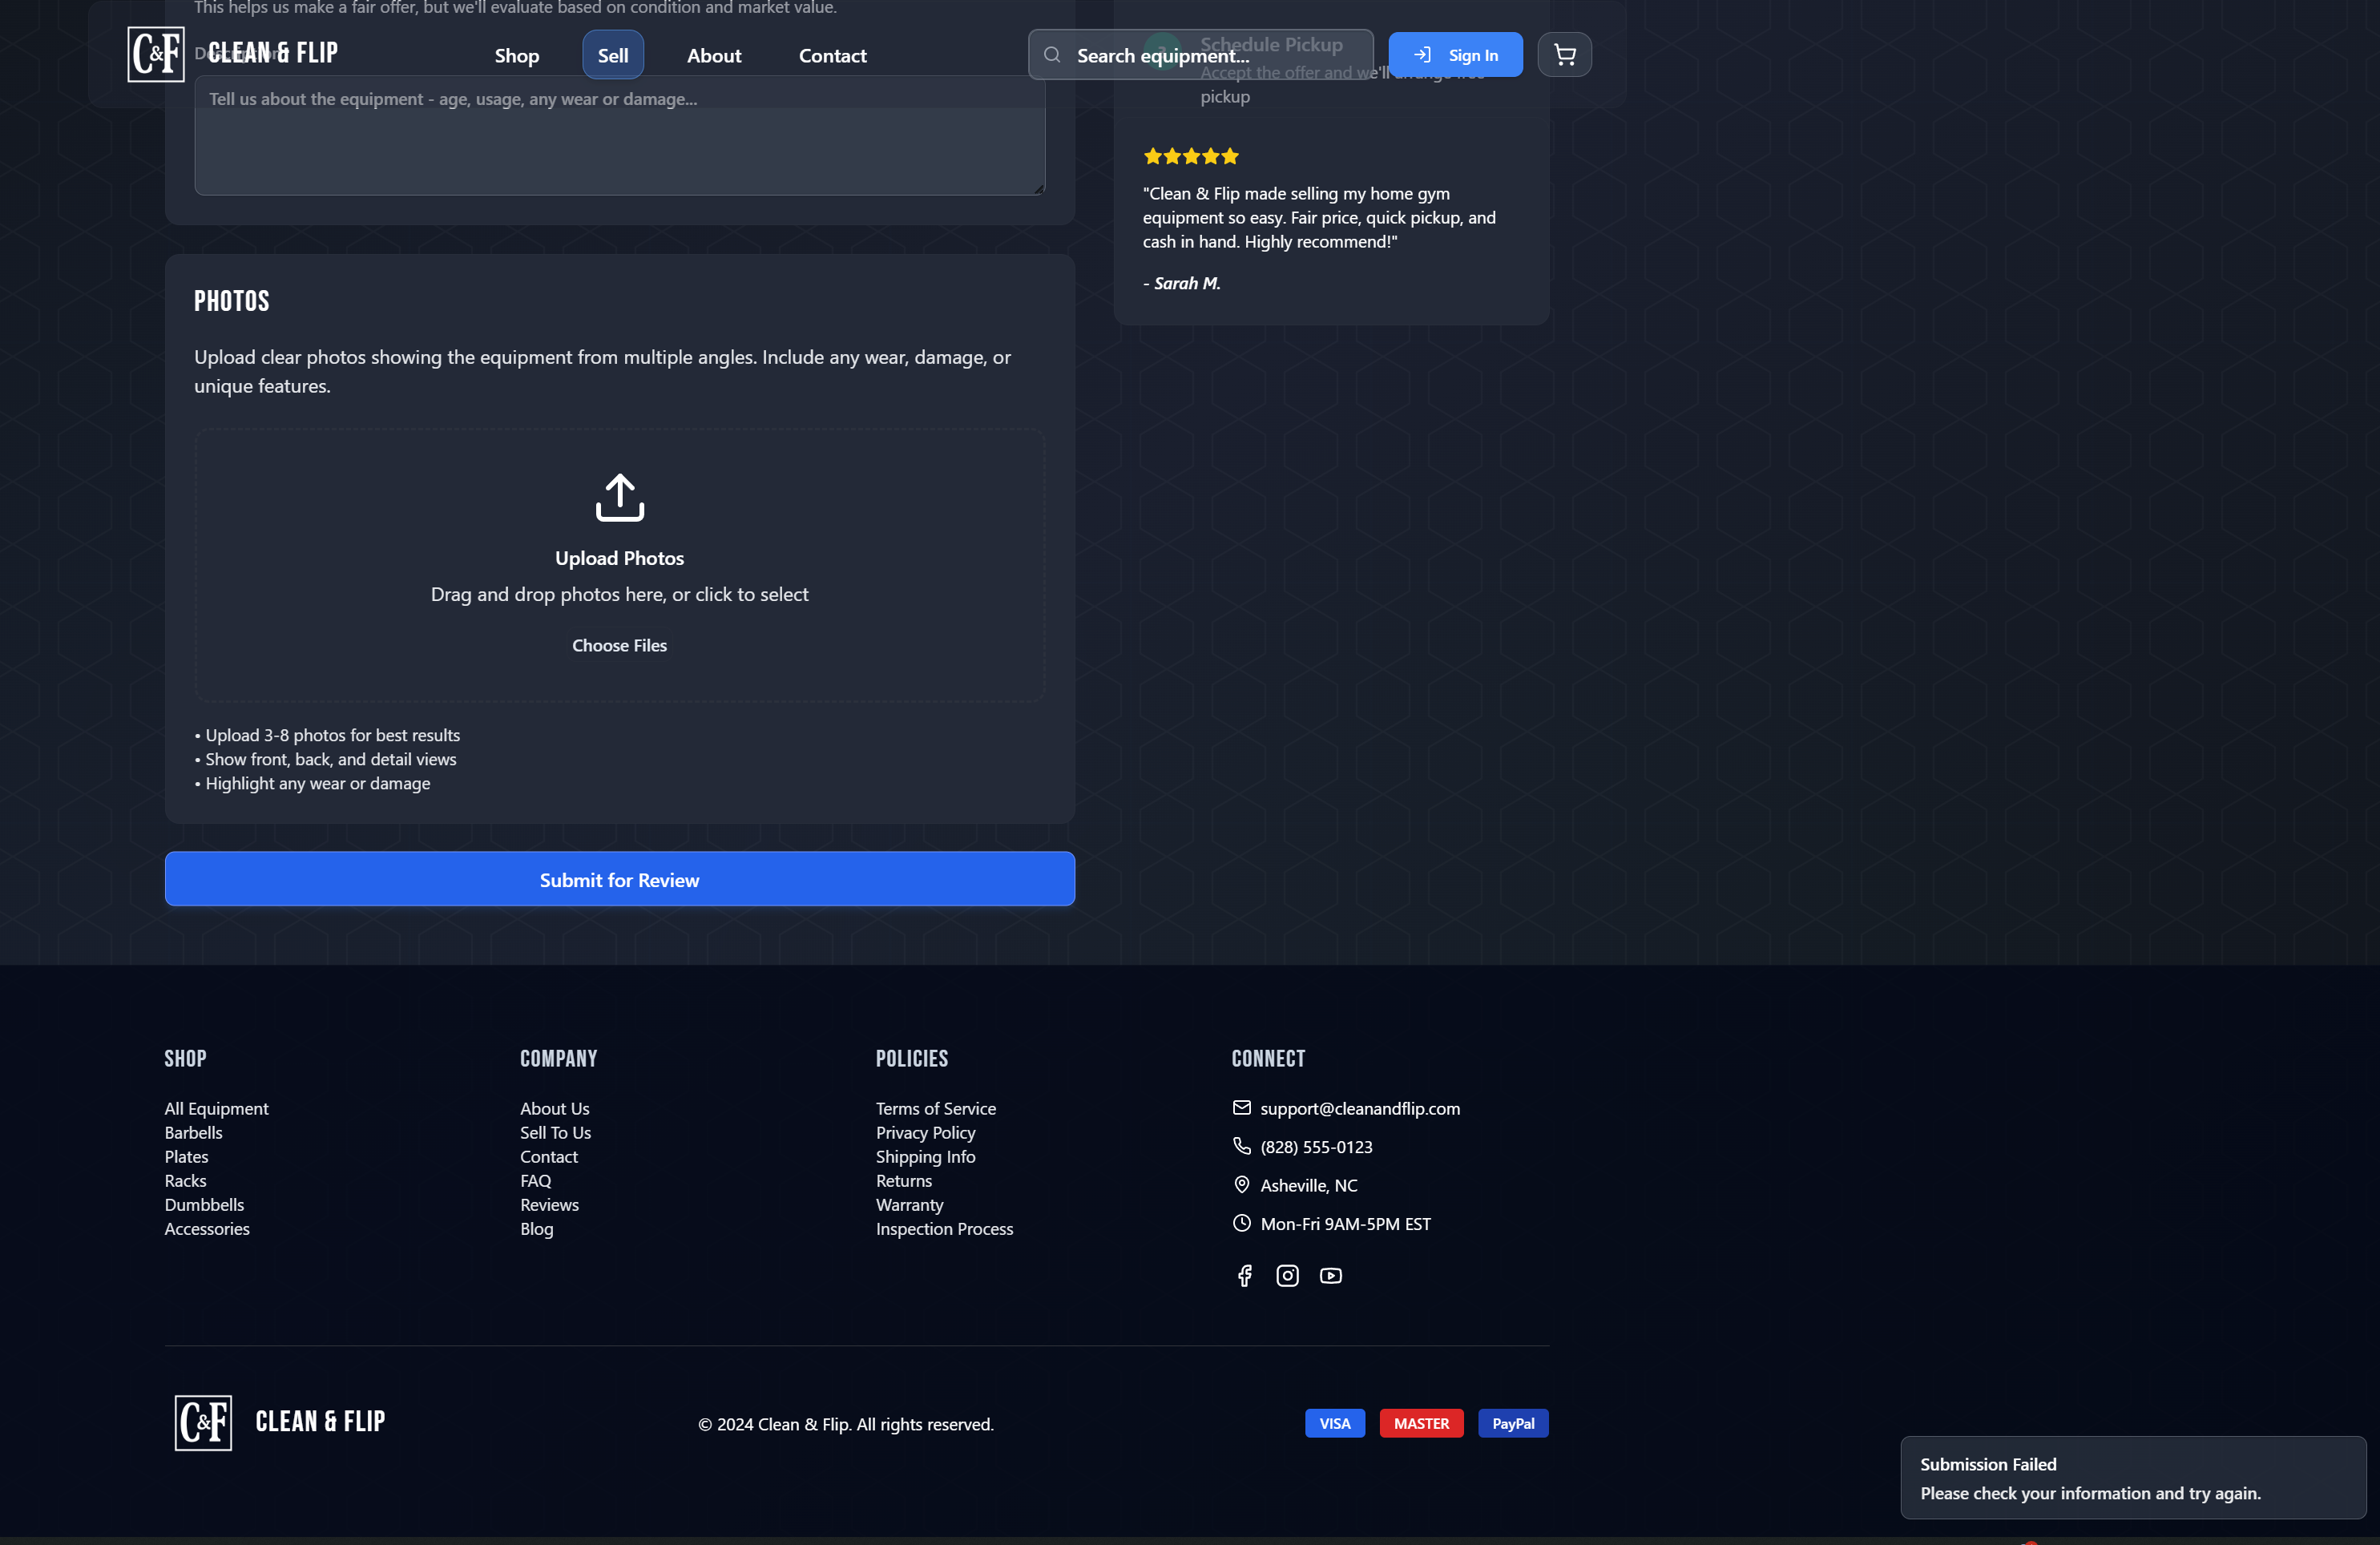 This helps us make a fair offer, but we'll evaluate based on condition and market value.
C&F
CLEAN & FLIP
Shop
Sell
About
Contact
Search equipment...
Sign In
Description
Tell us about the equipment - age, usage, any wear or damage...
Schedule Pickup
Accept the offer and we'll arrange free
pickup
"Clean & Flip made selling my home gym
equipment so easy. Fair price, quick pickup, and
cash in hand. Highly recommend!"
- Sarah M.
PHOTOS
Upload clear photos showing the equipment from multiple angles. Include any wear, damage, or
unique features.
Upload Photos
Drag and drop photos here, or click to select
Choose Files
• Upload 3-8 photos for best results
• Show front, back, and detail views
• Highlight any wear or damage
Submit for Review
SHOP
All Equipment
Barbells
Plates
Racks
Dumbbells
Accessories
COMPANY
About Us
Sell To Us
Contact
FAQ
Reviews
Blog
POLICIES
Terms of Service
Privacy Policy
Shipping Info
Returns
Warranty
Inspection Process
CONNECT
support@cleanandflip.com
(828) 555-0123
Asheville, NC
Mon-Fri 9AM-5PM EST
C&F
CLEAN & FLIP
© 2024 Clean & Flip. All rights reserved.
VISA
MASTER
PayPal
Submission Failed
Please check your information and try again.